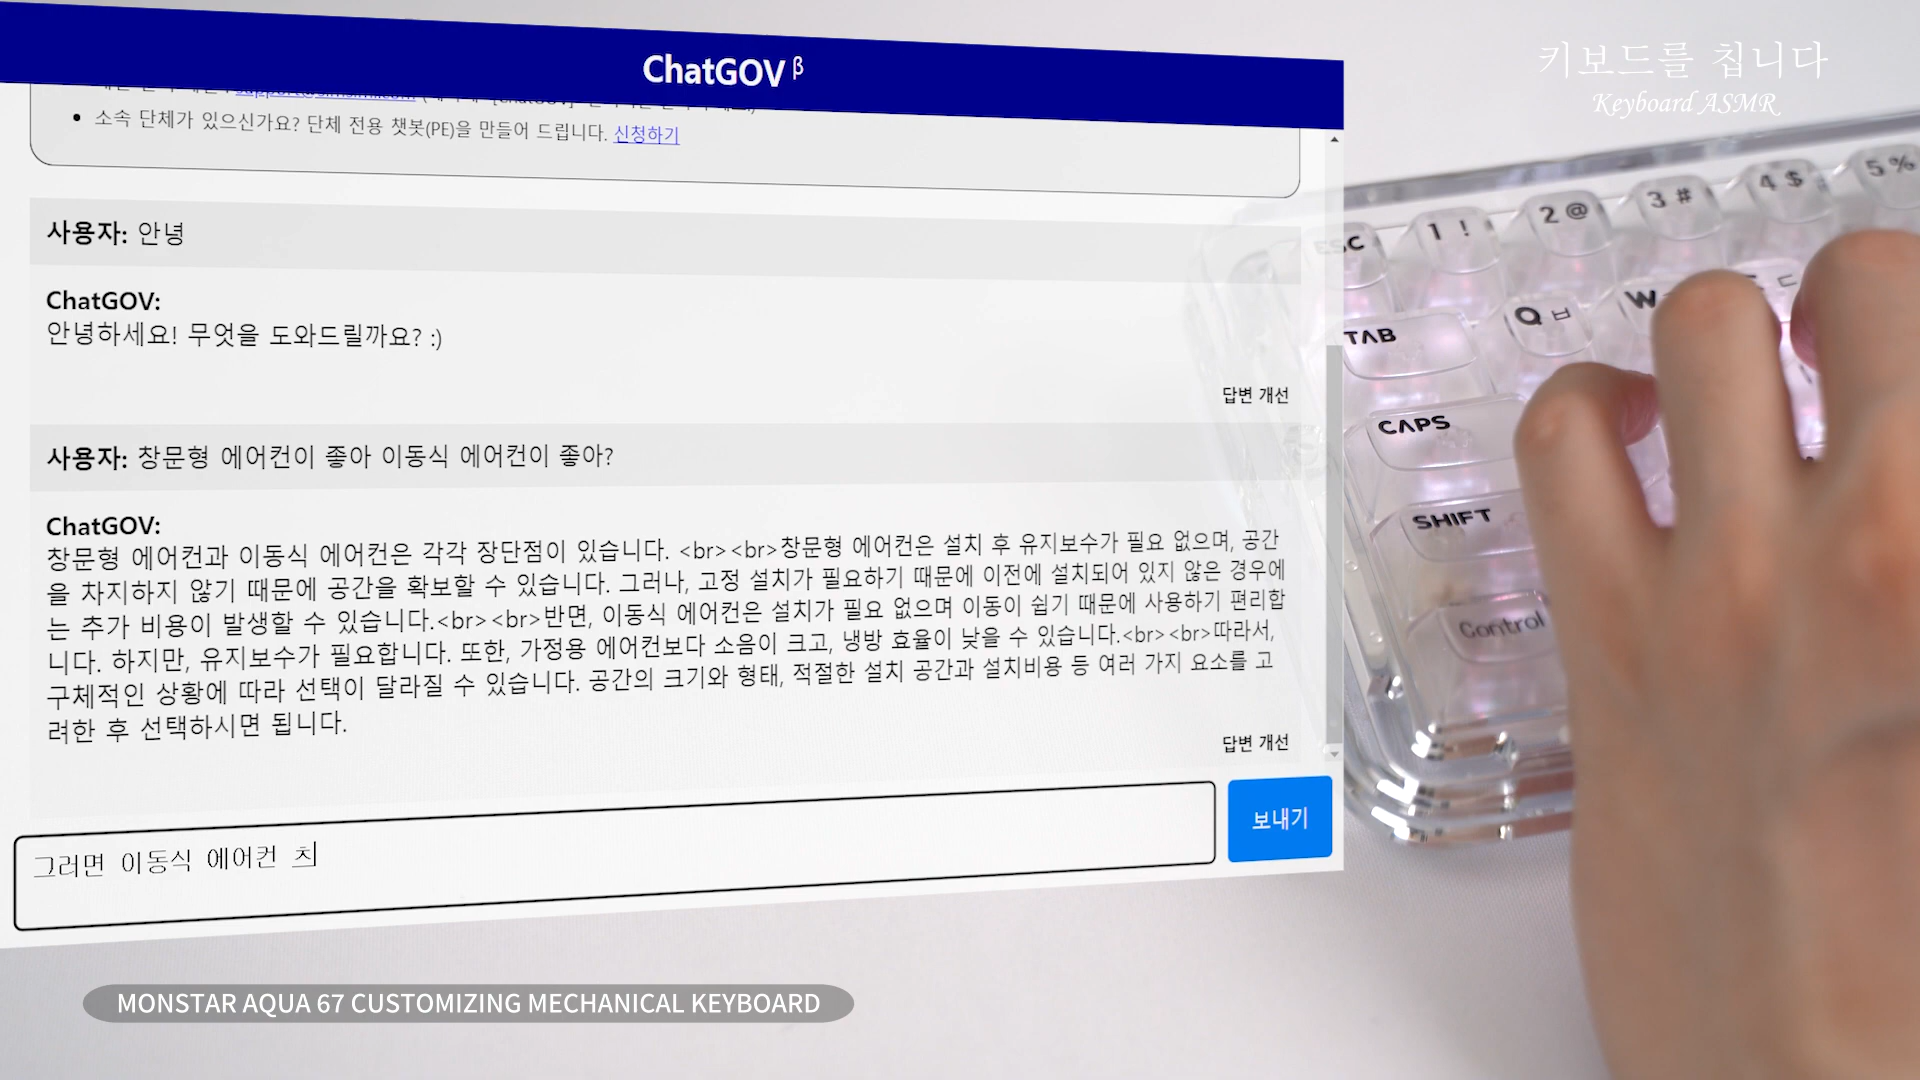 ChatGOV β
키보드를 칩니다
Keyboard ASMR
• 소속 단체가 있으신가요? 단체 전용 챗봇(PE)을 만들어 드립니다. 신청하기
사용자: 안녕
ChatGOV:
안녕하세요! 무엇을 도와드릴까요? :)
답변 개선
사용자: 창문형 에어컨이 좋아 이동식 에어컨이 좋아?
ChatGOV:
창문형 에어컨과 이동식 에어컨은 각각 장단점이 있습니다. <br><br>창문형 에어컨은 설치 후 유지보수가 필요 없으며, 공간
을 차지하지 않기 때문에 공간을 확보할 수 있습니다. 그러나, 고정 설치가 필요하기 때문에 이전에 설치되어 있지 않은 경우에
는 추가 비용이 발생할 수 있습니다.<br><br>반면, 이동식 에어컨은 설치가 필요 없으며 이동이 쉽기 때문에 사용하기 편리합
니다. 하지만, 유지보수가 필요합니다. 또한, 가정용 에어컨보다 소음이 크고, 냉방 효율이 낮을 수 있습니다.<br><br>따라서,
구체적인 상황에 따라 선택이 달라질 수 있습니다. 공간의 크기와 형태, 적절한 설치 공간과 설치비용 등 여러 가지 요소를 고
려한 후 선택하시면 됩니다.
답변 개선
그러면 이동식 에어컨 치
보내기
ESC 1 ! 2 @ 3 # 4 $ 5 %
TAB Q ㅂ W ㄷ
CAPS
SHIFT
Control
MONSTAR AQUA 67 CUSTOMIZING MECHANICAL KEYBOARD